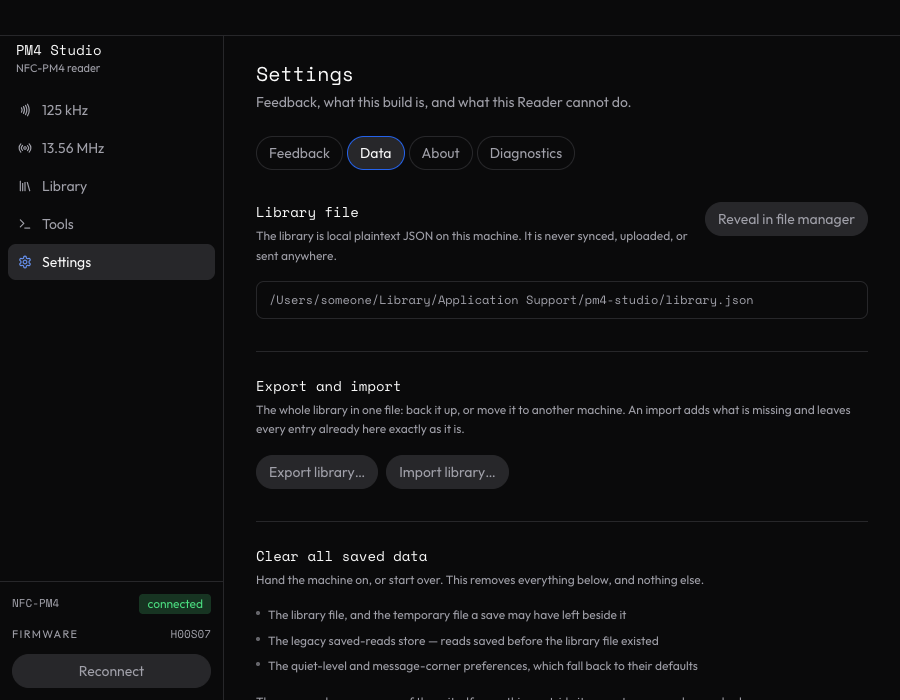 PM4 Studio
NFC-PM4 reader
125 kHz
13.56 MHz
Library
Tools
Settings
NFC-PM4
connected
FIRMWARE
H00S07
Reconnect
Settings
Feedback, what this build is, and what this Reader cannot do.
Feedback
Data
About
Diagnostics
Library file
The library is local plaintext JSON on this machine. It is never synced, uploaded, or
sent anywhere.
Reveal in file manager
/Users/someone/Library/Application Support/pm4-studio/library.json
Export and import
The whole library in one file: back it up, or move it to another machine. An import adds what is missing and leaves
every entry already here exactly as it is.
Export library…
Import library…
Clear all saved data
Hand the machine on, or start over. This removes everything below, and nothing else.
The library file, and the temporary file a save may have left beside it
The legacy saved-reads store — reads saved before the library file existed
The quiet-level and message-corner preferences, which fall back to their defaults